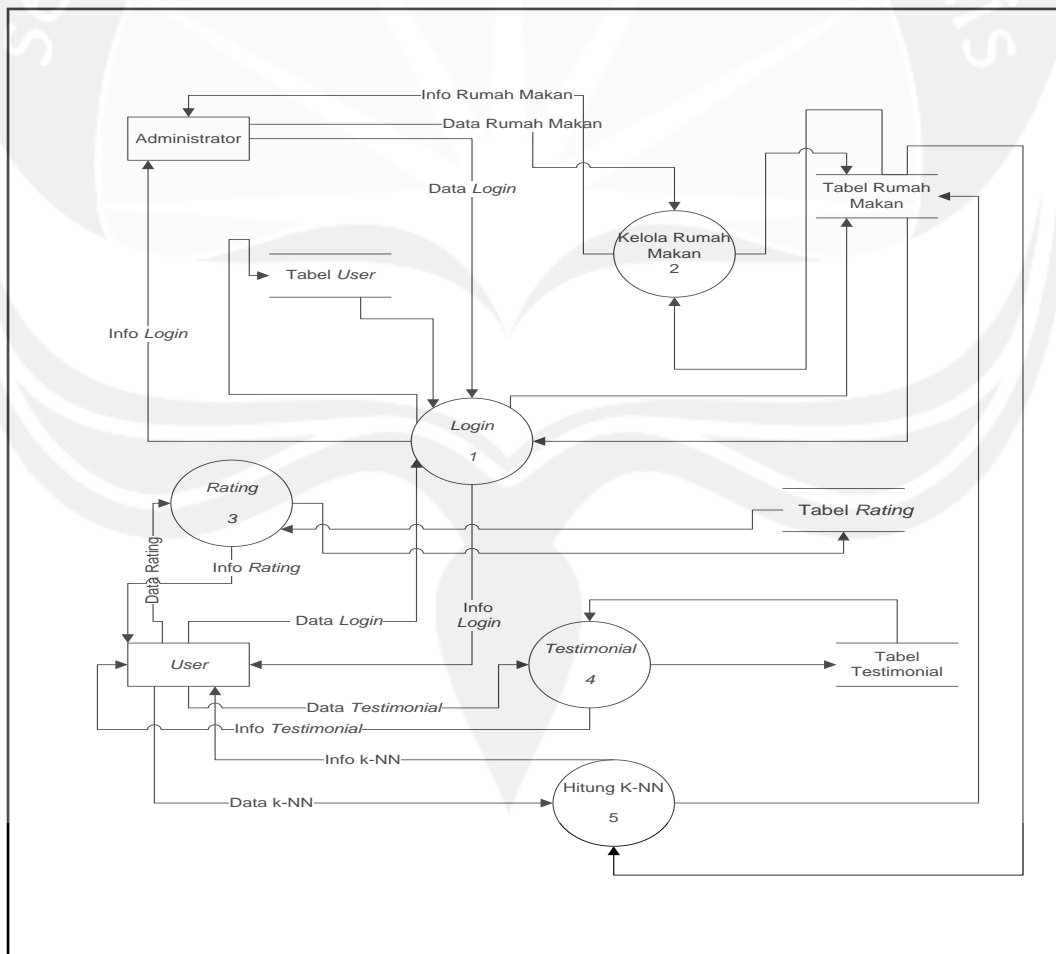 Info Rumah Makan
Data Rumah Makan
Administrator
Data Login
Tabel Rumah
Makan
Kelola Rumah
Makan
2
Tabel User
Info Login
Login
1
Rating
3
Tabel Rating
Data Rating
Info Rating
Info
Login
Data Login
Testimonial
4
Tabel
Testimonial
User
Data Testimonial
Info Testimonial
Info k-NN
Data k-NN
Hitung K-NN
5